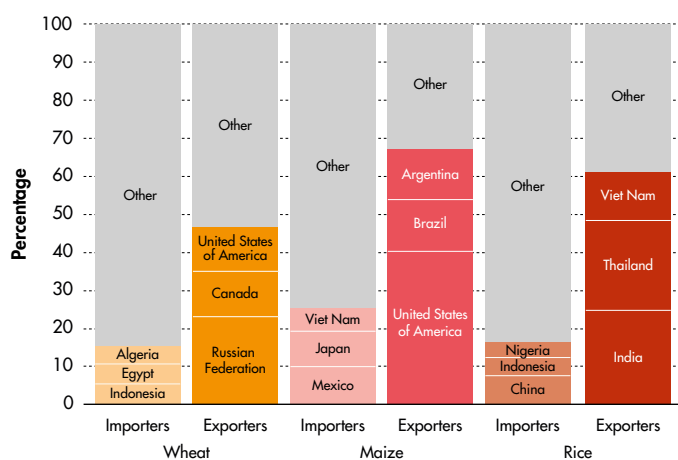 Percentage
100
90
80
70
60
50
40
30
20
10
0
Other
Algeria
Egypt
Indonesia
Other
United States
of America
Canada
Russian
Federation
Other
Viet Nam
Japan
Mexico
Other
Argentina
Brazil
United States
of America
Other
Nigeria
Indonesia
China
Other
Viet Nam
Thailand
India
Importers
Exporters
Importers
Exporters
Importers
Exporters
Wheat
Maize
Rice